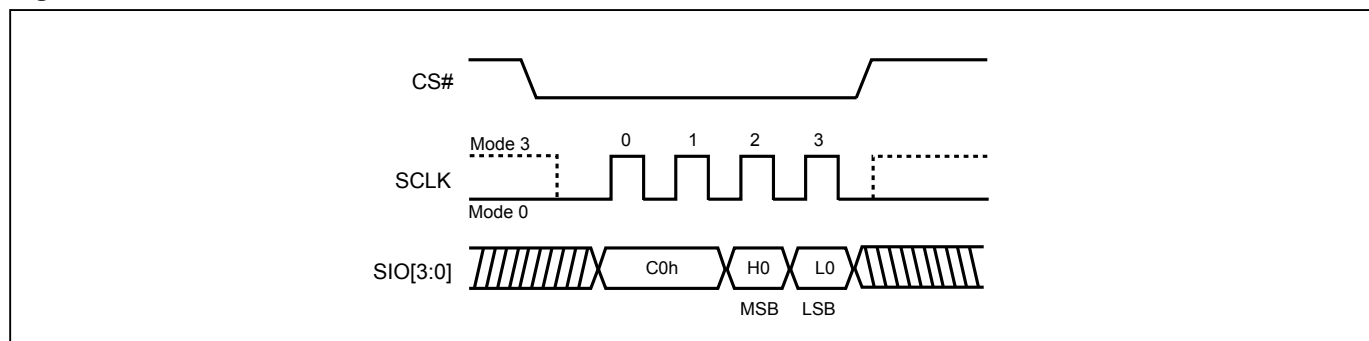 CS#
Mode 3 0 1 2 3
SCLK
Mode 0
SIO[3:0] C0h H0 L0
MSB LSB